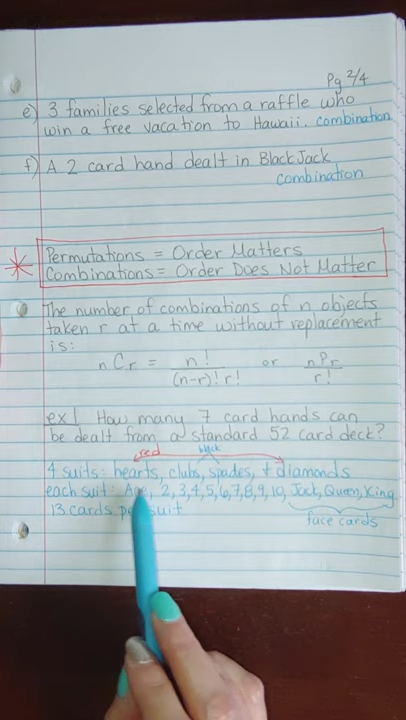 Pg 2/4
e) 3 families selected from a raffle who
win a free vacation to Hawaii. combination
f) A 2 card hand dealt in BlackJack
combination
Permutations = Order Matters
Combinations = Order Does Not Matter
The number of combinations of n objects
taken r at a time without replacement
is:
nCr = n! / (n-r)! r! or nPr / r!
ex) How many 7 card hands can
be dealt from a standard 52 card deck?
red black
4 suits: hearts, clubs, spades, + diamonds
each suit: Ace, 2,3,4,5,6,7,8,9,10, Jack, Queen, King
13 cards per suit
face cards